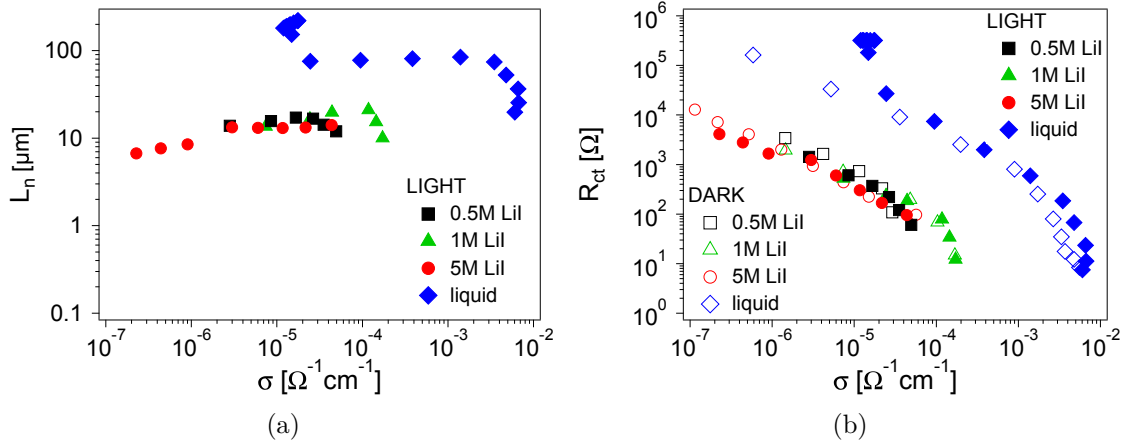 L_n [µm]
100
10
1
0.1
LIGHT
0.5M LiI
1M LiI
5M LiI
liquid
10^-7
10^-6
10^-5
10^-4
10^-3
10^-2
σ [Ω^-1cm^-1]
(a)
R_ct [Ω]
10^6
10^5
10^4
10^3
10^2
10^1
10^0
LIGHT
0.5M LiI
1M LiI
5M LiI
liquid
DARK
0.5M LiI
1M LiI
5M LiI
liquid
10^-7
10^-6
10^-5
10^-4
10^-3
10^-2
σ [Ω^-1cm^-1]
(b)